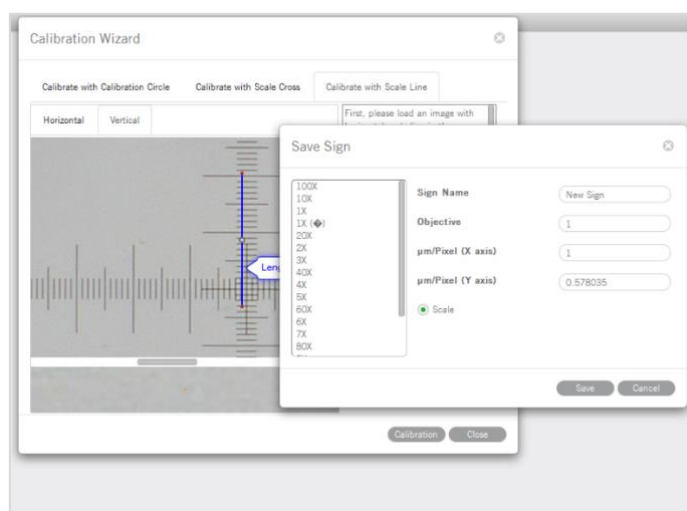 Calibration Wizard
Calibrate with Calibration Circle
Calibrate with Scale Cross
Calibrate with Scale Line
Horizontal
Vertical
First, please load an image with
Save Sign
100X
10X
1X
1X (�)
20X
2X
3X
40X
4X
5X
60X
6X
7X
80X
Sign Name
New Sign
Objective
1
μm/Pixel (X axis)
1
μm/Pixel (Y axis)
0.578035
Scale
Save
Cancel
Calibration
Close